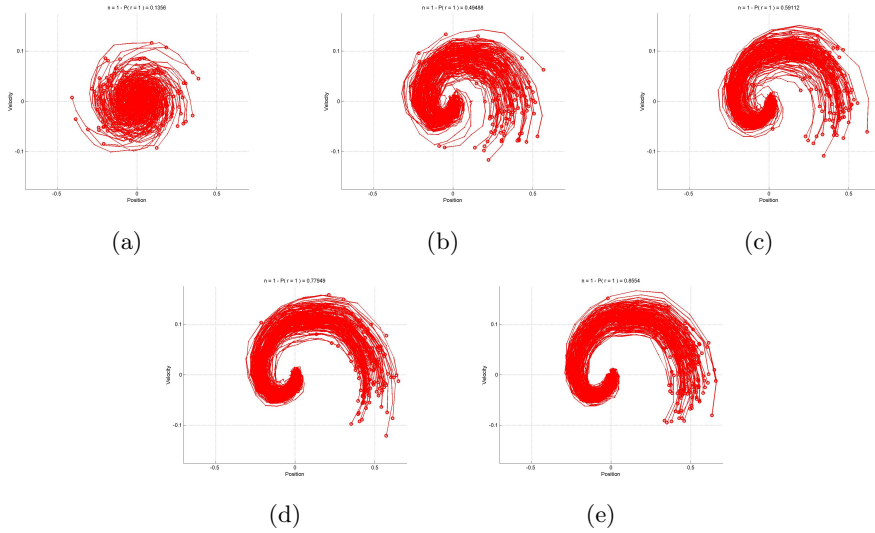 n = 1 - P( r = 1 ) = 0.1356
n = 1 - P( r = 1 ) = 0.49488
n = 1 - P( r = 1 ) = 0.59112
0.1
0
-0.1
Velocity
-0.5
0
0.5
Position
0.1
0
-0.1
Velocity
-0.5
0
0.5
Position
0.1
0
-0.1
Velocity
-0.5
0
0.5
Position
(a)
(b)
(c)
n = 1 - P( r = 1 ) = 0.77949
n = 1 - P( r = 1 ) = 0.8554
0.1
0
-0.1
Velocity
-0.5
0
0.5
Position
0.1
0
-0.1
Velocity
-0.5
0
0.5
Position
(d)
(e)